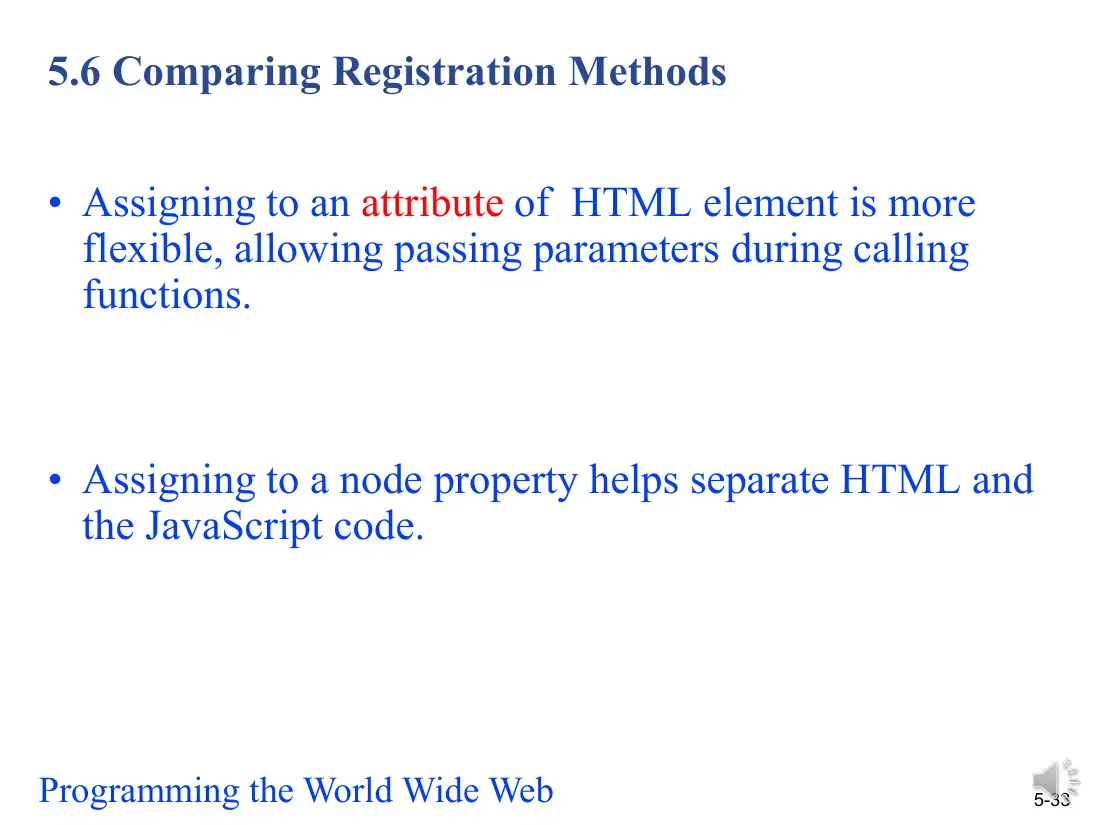 5.6 Comparing Registration Methods
• Assigning to an attribute of  HTML element is more
flexible, allowing passing parameters during calling
functions.
• Assigning to a node property helps separate HTML and
the JavaScript code.
Programming the World Wide Web
5-33